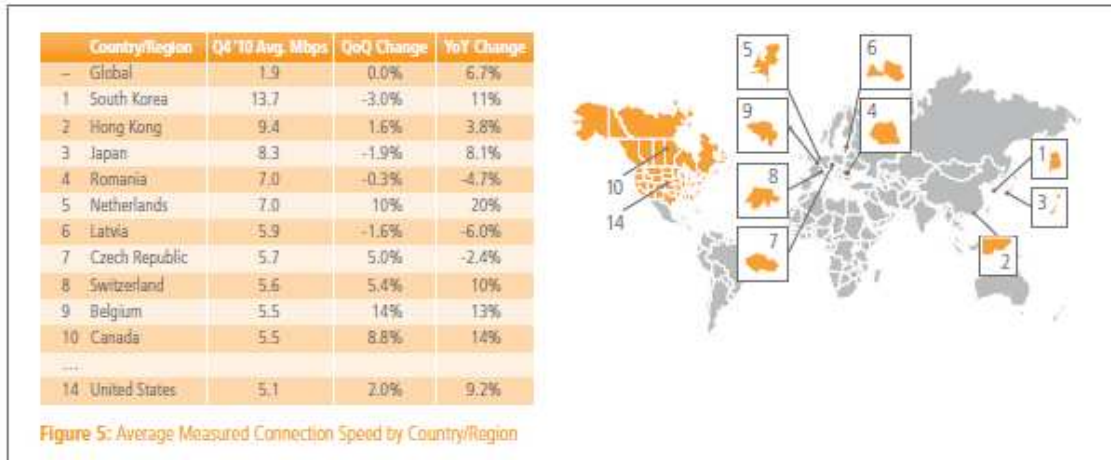 Country/Region Q4 '10 Avg. Mbps QoQ Change YoY Change
– Global 1.9 0.0% 6.7%
1 South Korea 13.7 -3.0% 11%
2 Hong Kong 9.4 1.6% 3.8%
3 Japan 8.3 -1.9% 8.1%
4 Romania 7.0 -0.3% -4.7%
5 Netherlands 7.0 10% 20%
6 Latvia 5.9 -1.6% -6.0%
7 Czech Republic 5.7 5.0% -2.4%
8 Switzerland 5.6 5.4% 10%
9 Belgium 5.5 14% 13%
10 Canada 5.5 8.8% 14%
...
14 United States 5.1 2.0% 9.2%
Figure 5: Average Measured Connection Speed by Country/Region
5
6
9
4
1
10
8
3
14
7
2